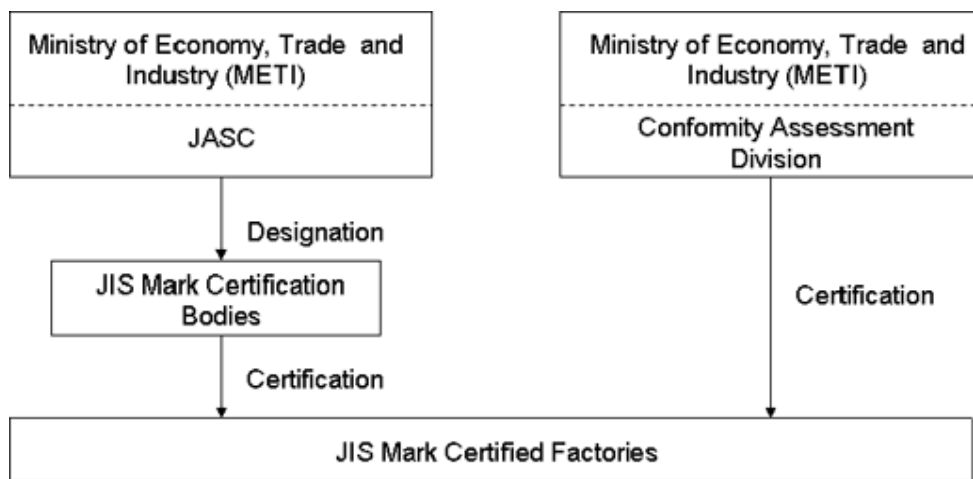 Ministry of Economy, Trade and
Industry (METI)
JASC
Designation
JIS Mark Certification
Bodies
Certification
Ministry of Economy, Trade and
Industry (METI)
Conformity Assessment
Division
Certification
JIS Mark Certified Factories